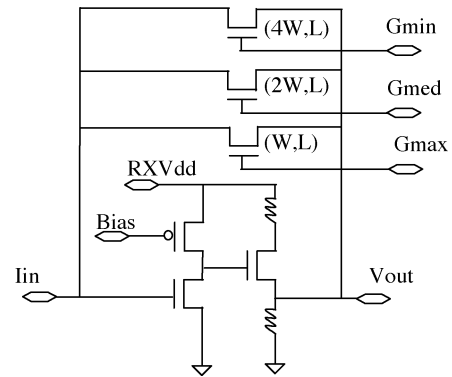 (4W,L)
Gmin
(2W,L)
Gmed
(W,L)
Gmax
RXVdd
Bias
Iin
Vout